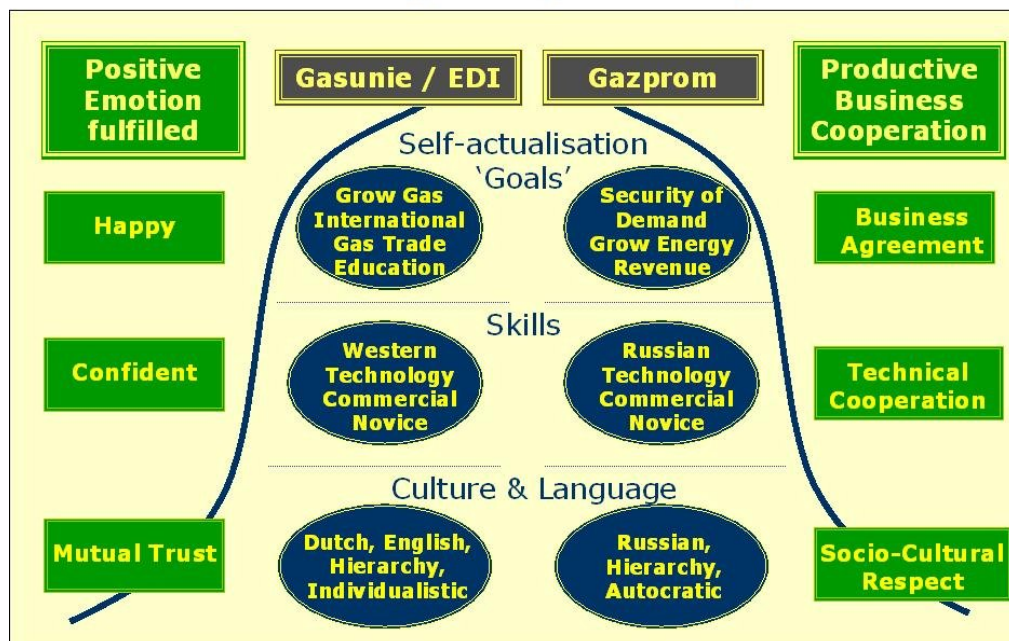 Positive
Emotion
fulfilled
Gasunie / EDI
Gazprom
Productive
Business
Cooperation
Self-actualisation
‘Goals’
Happy
Grow Gas
International
Gas Trade
Education
Security of
Demand
Grow Energy
Revenue
Business
Agreement
Skills
Confident
Western
Technology
Commercial
Novice
Russian
Technology
Commercial
Novice
Technical
Cooperation
Culture & Language
Mutual Trust
Dutch, English,
Hierarchy,
Individualistic
Russian,
Hierarchy,
Autocratic
Socio-Cultural
Respect